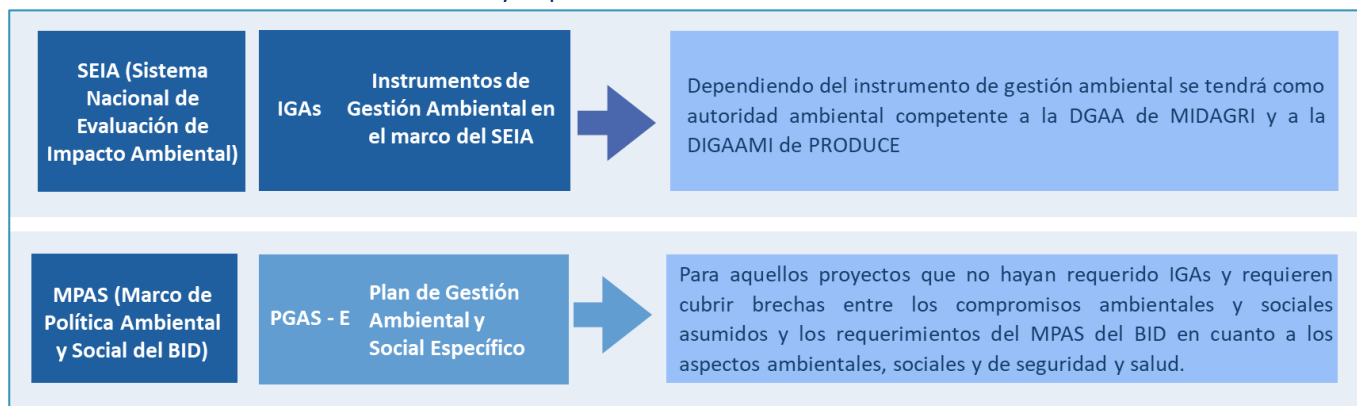 SEIA (Sistema
Nacional de
Evaluación de
Impacto Ambiental)
IGAs
Instrumentos de
Gestión Ambiental en
el marco del SEIA
Dependiendo del instrumento de gestión ambiental se tendrá como
autoridad ambiental competente a la DGAA de MIDAGRI y a la
DIGAAMI de PRODUCE
MPAS (Marco de
Política Ambiental
y Social del BID)
PGAS - E
Plan de Gestión
Ambiental y
Social Específico
Para aquellos proyectos que no hayan requerido IGAs y requieren
cubrir brechas entre los compromisos ambientales y sociales
asumidos y los requerimientos del MPAS del BID en cuanto a los
aspectos ambientales, sociales y de seguridad y salud.